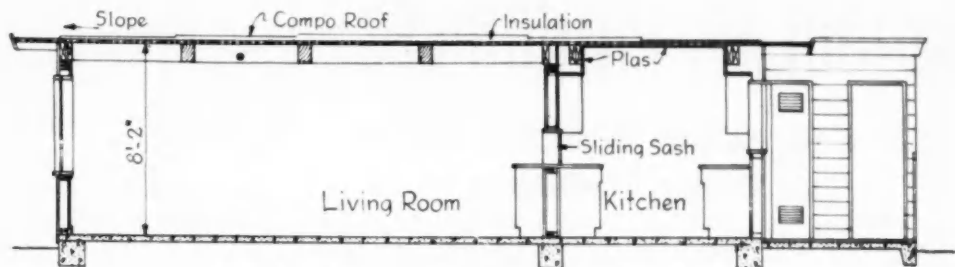 Slope
Compo Roof
Insulation
Plas
8'-2"
Sliding Sash
Living Room
Kitchen